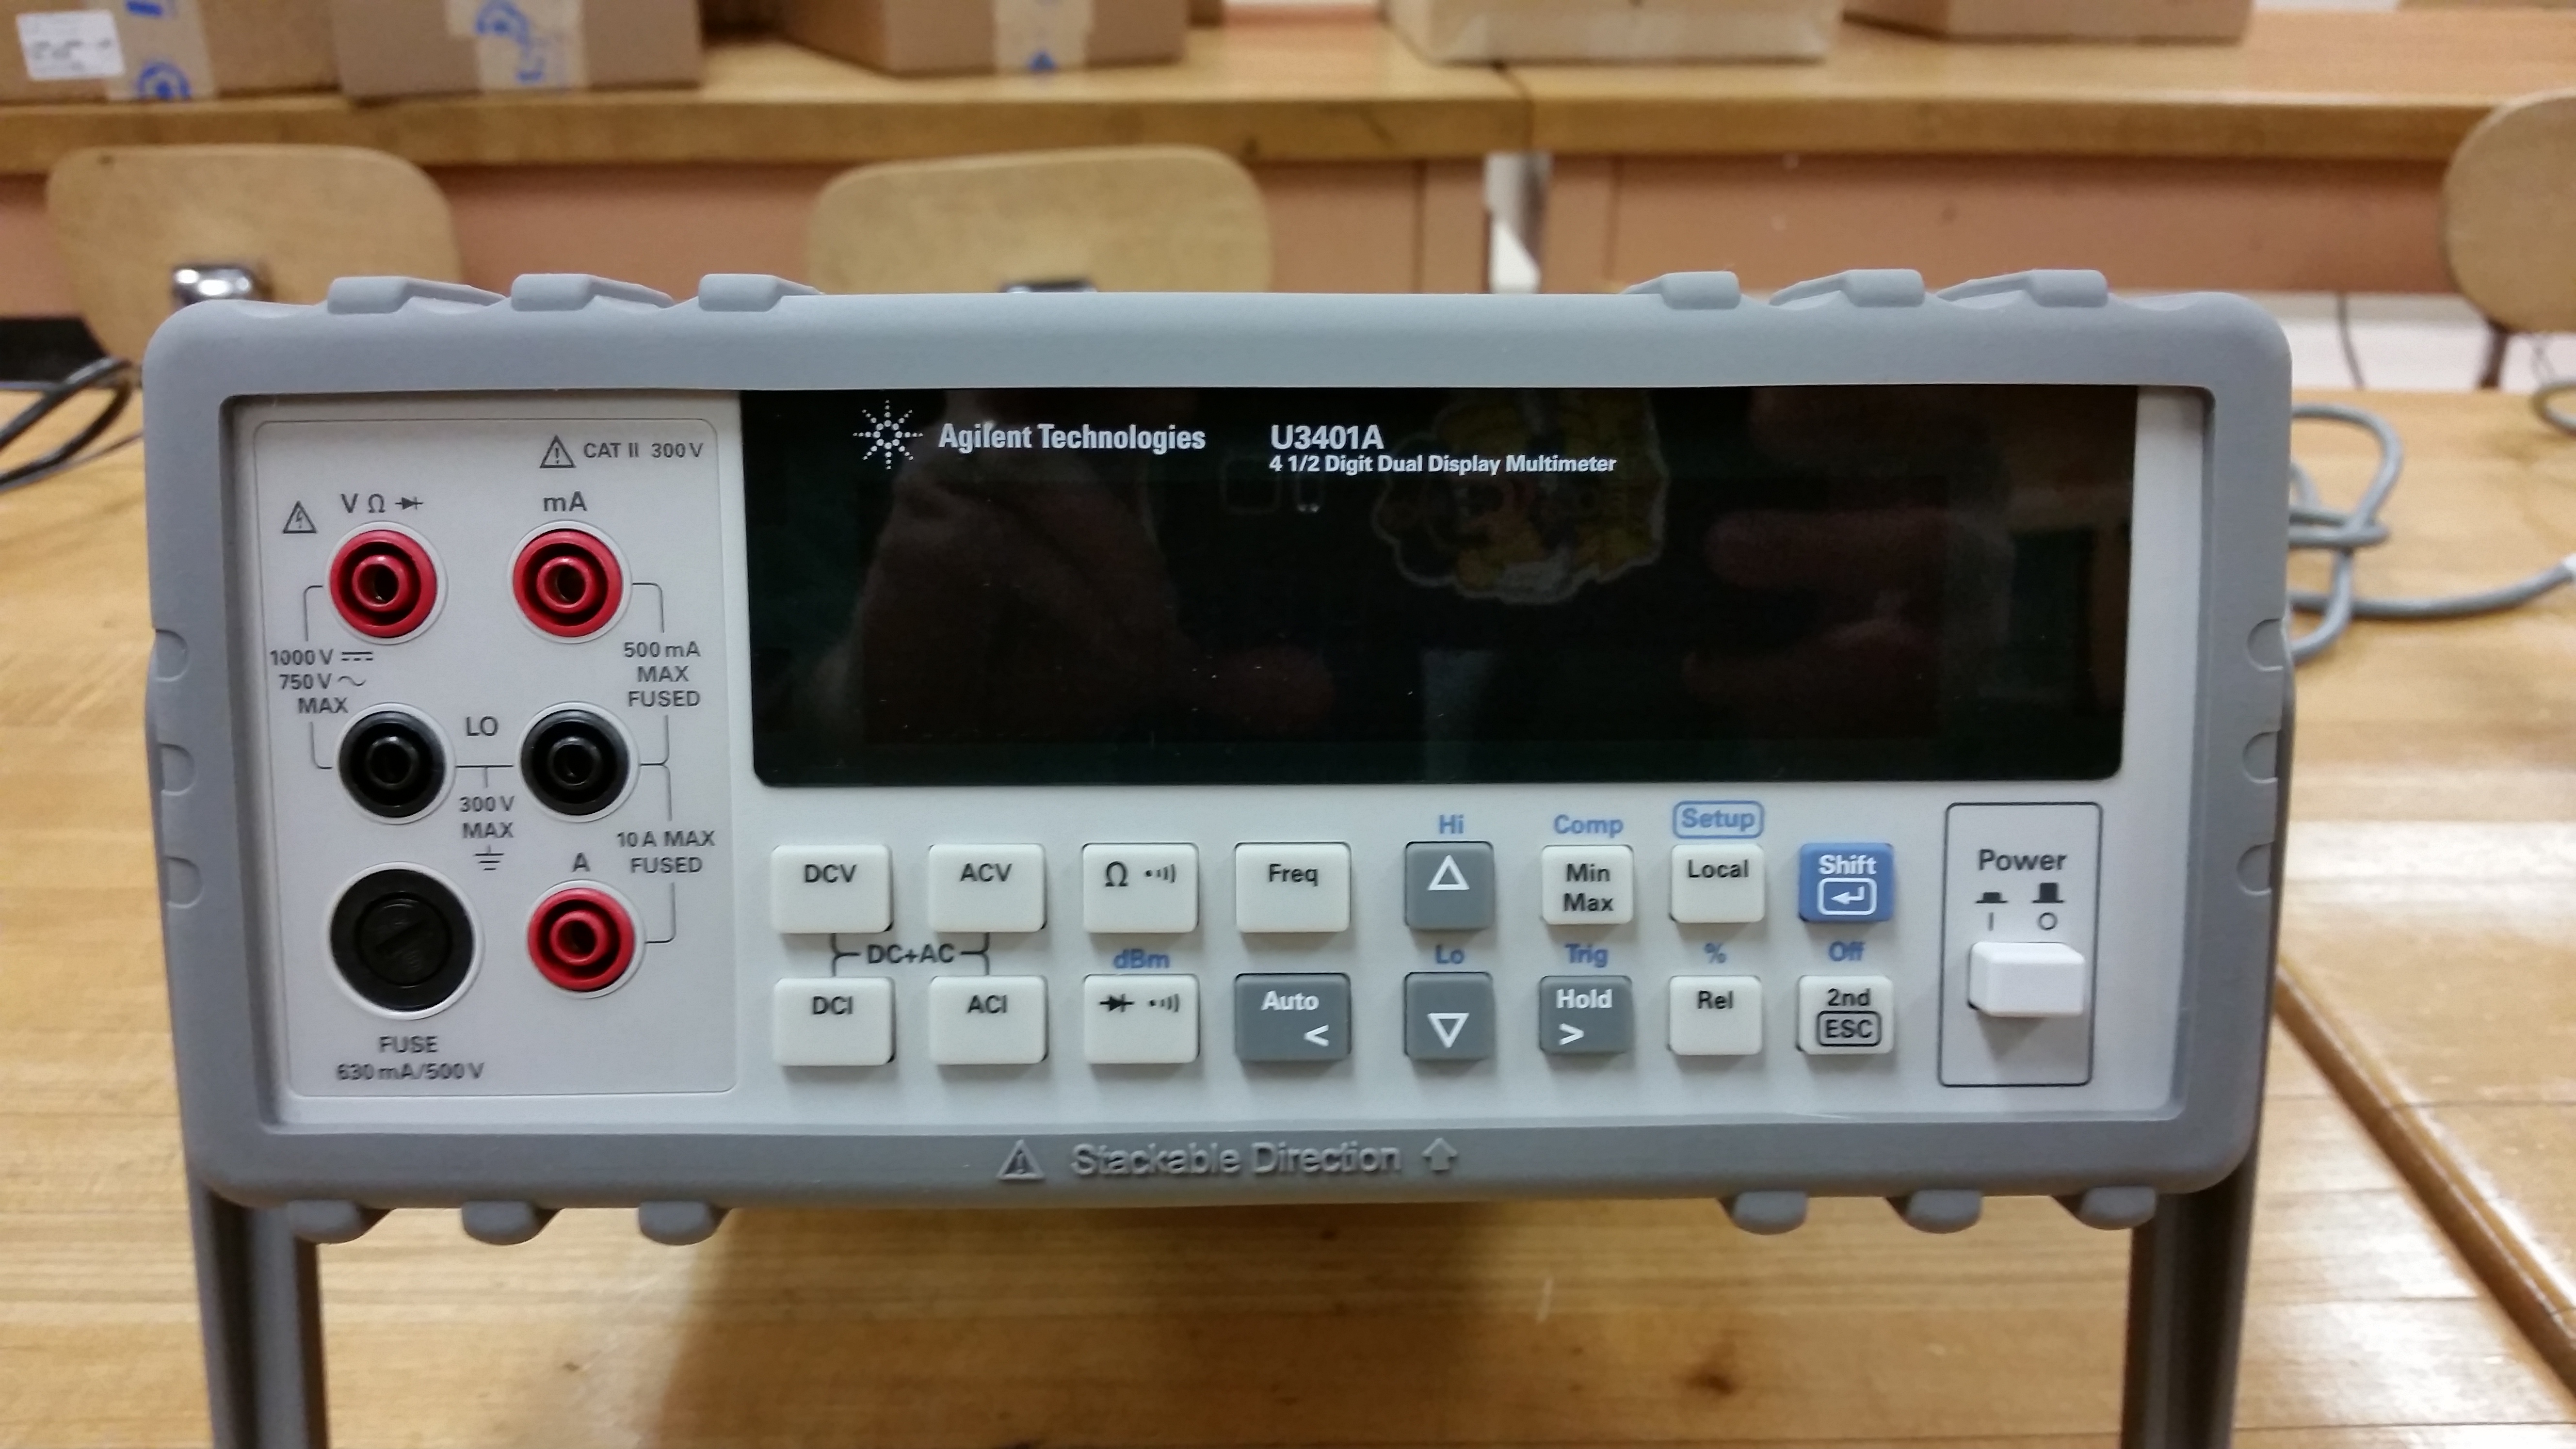 Agilent Technologies
U3401A
4 1/2 Digit Dual Display Multimeter
CAT II 300 V
V Ω
mA
1000 V
750 V
MAX
500 mA
MAX
FUSED
LO
300 V
MAX
10 A MAX
FUSED
A
FUSE
630 mA/500 V
Hi
Comp
Setup
DCV
ACV
Ω
Freq
Min
Max
Local
Shift
Power
I O
DC+AC
dBm
Lo
Trig
%
Off
DCI
ACI
Auto
<
Hold
>
Rel
2nd
ESC
Stackable Direction